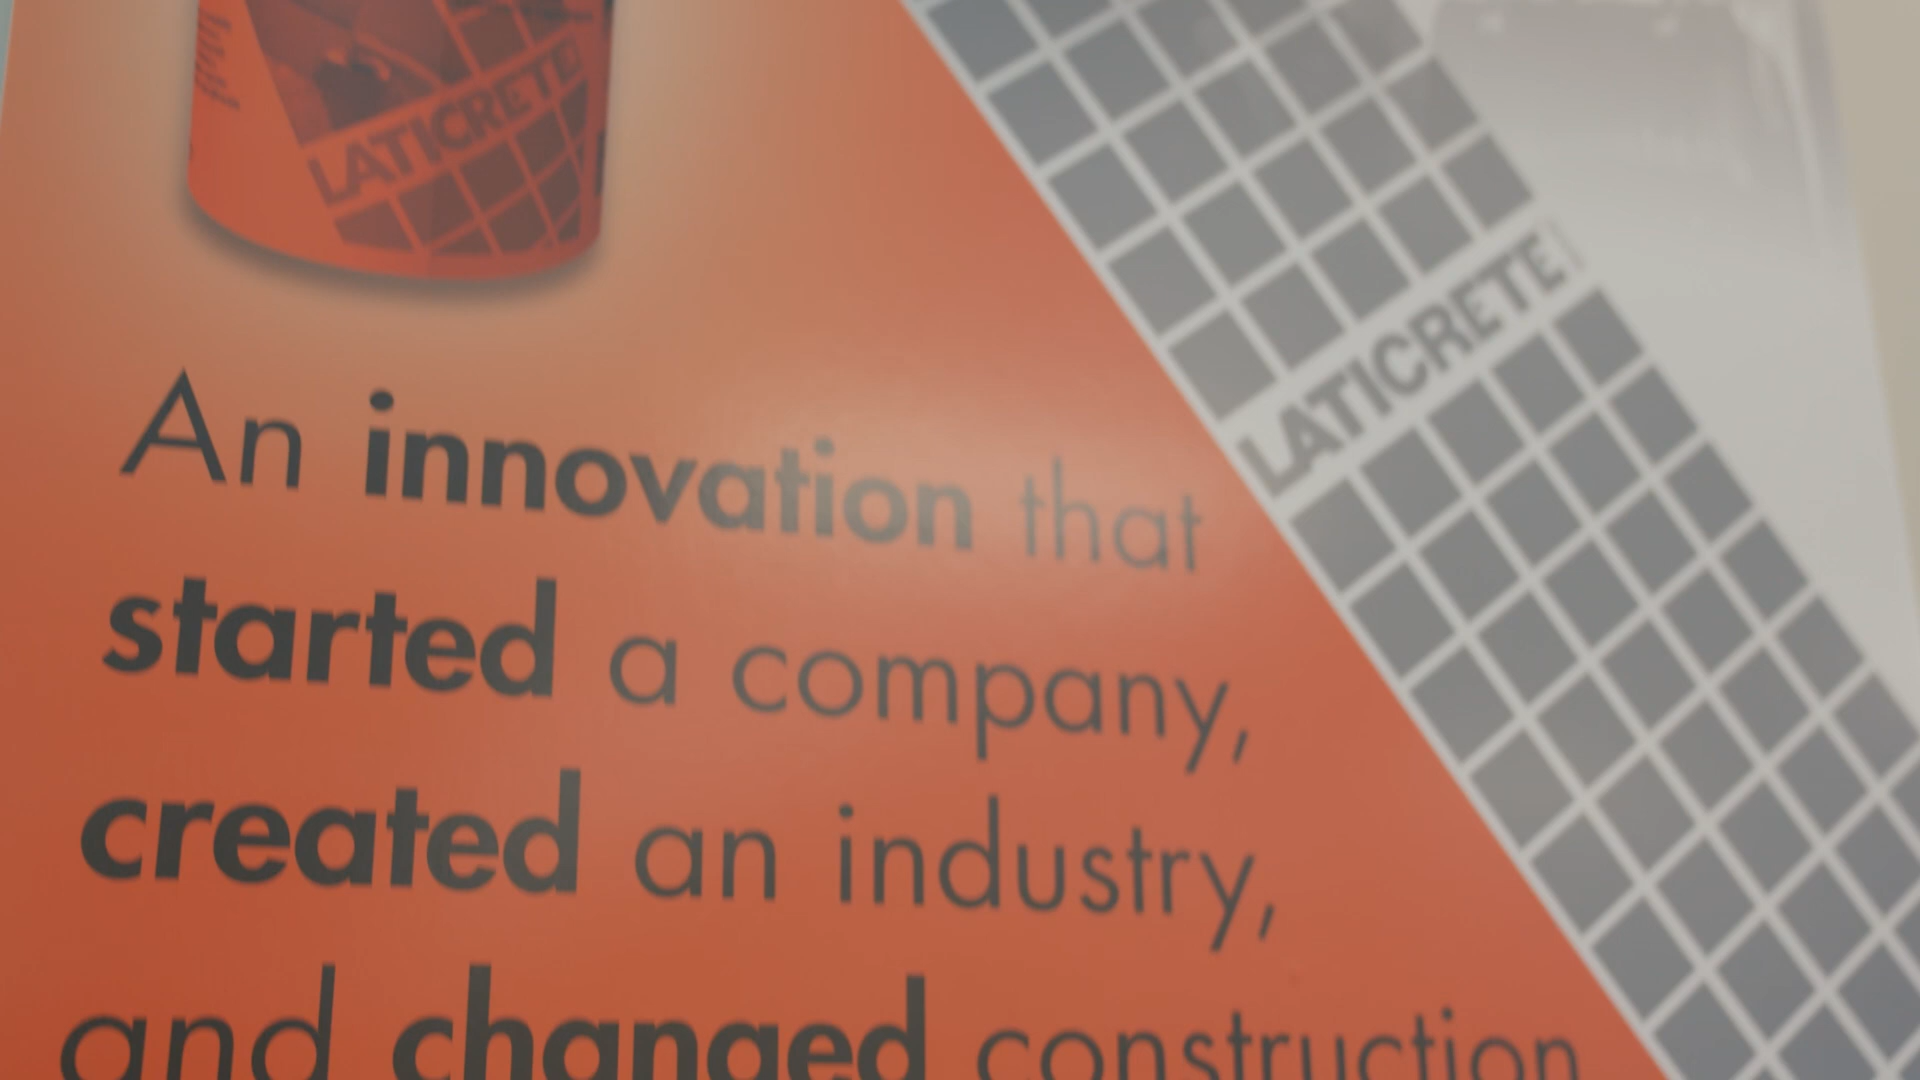 LATICRETE
LATICRETE
An innovation that
started a company,
created an industry,
and changed construction